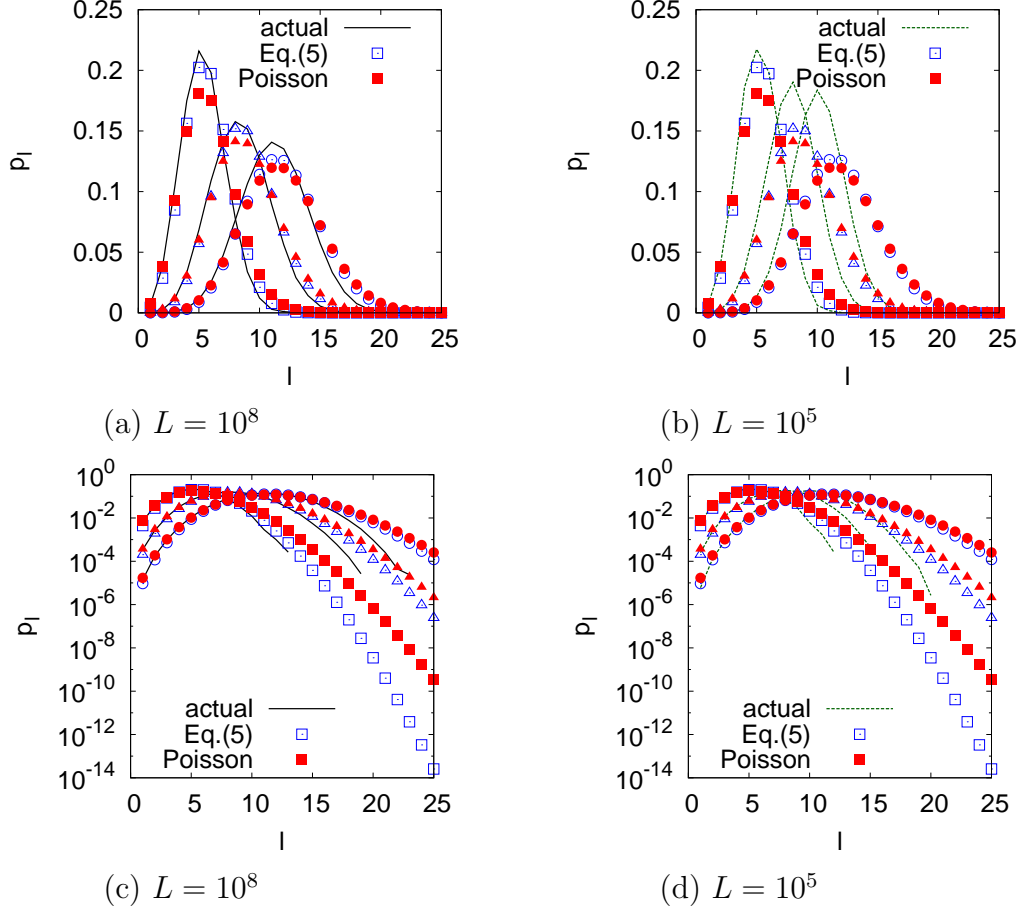 0.25
0.2
0.15
0.1
0.05
0
p_l
0 5 10 15 20 25
l
actual
Eq.(5)
Poisson
(a) L = 10^8
0.25
0.2
0.15
0.1
0.05
0
p_l
0 5 10 15 20 25
l
actual
Eq.(5)
Poisson
(b) L = 10^5
10^0
10^-2
10^-4
10^-6
10^-8
10^-10
10^-12
10^-14
p_l
0 5 10 15 20 25
l
actual
Eq.(5)
Poisson
(c) L = 10^8
10^0
10^-2
10^-4
10^-6
10^-8
10^-10
10^-12
10^-14
p_l
0 5 10 15 20 25
l
actual
Eq.(5)
Poisson
(d) L = 10^5